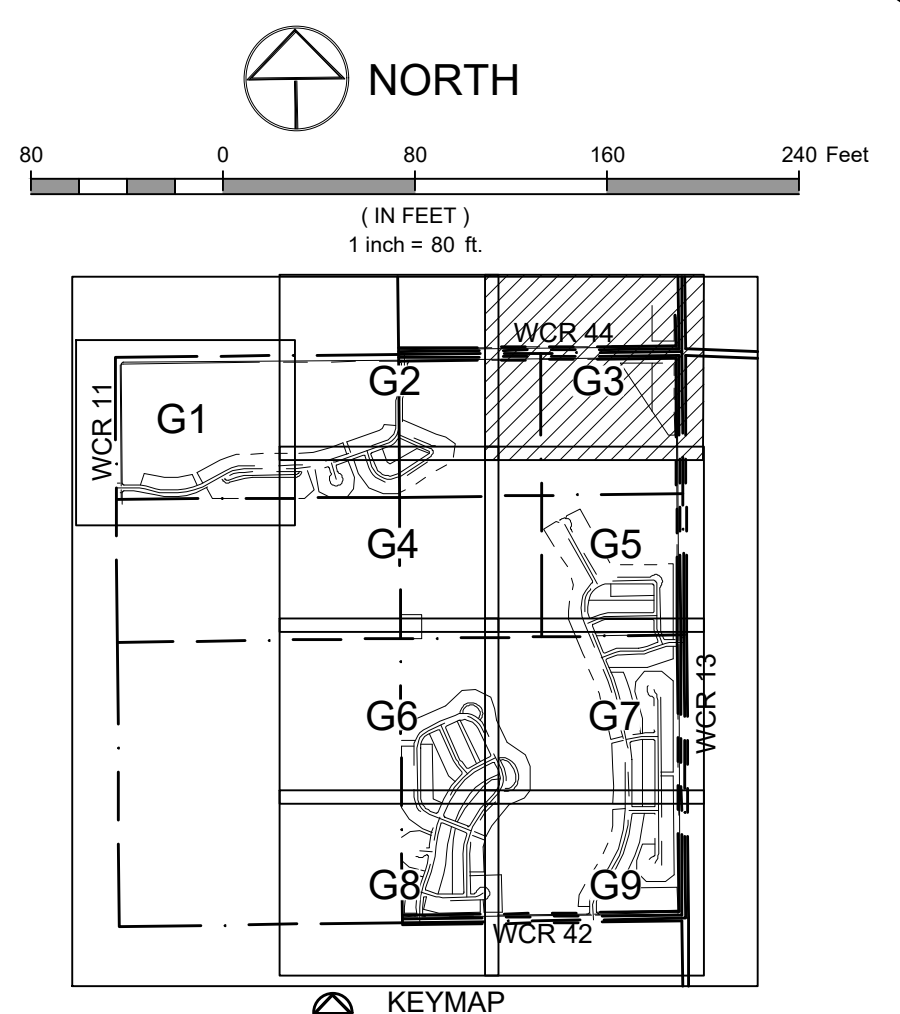 NORTH
80 0 80 160 240 Feet
( IN FEET )
1 inch = 80 ft.
WCR 44
G2 G3
WCR 11
G1
G4 G5
WCR 13
G6 G7
G8 G9
WCR 42
KEYMAP